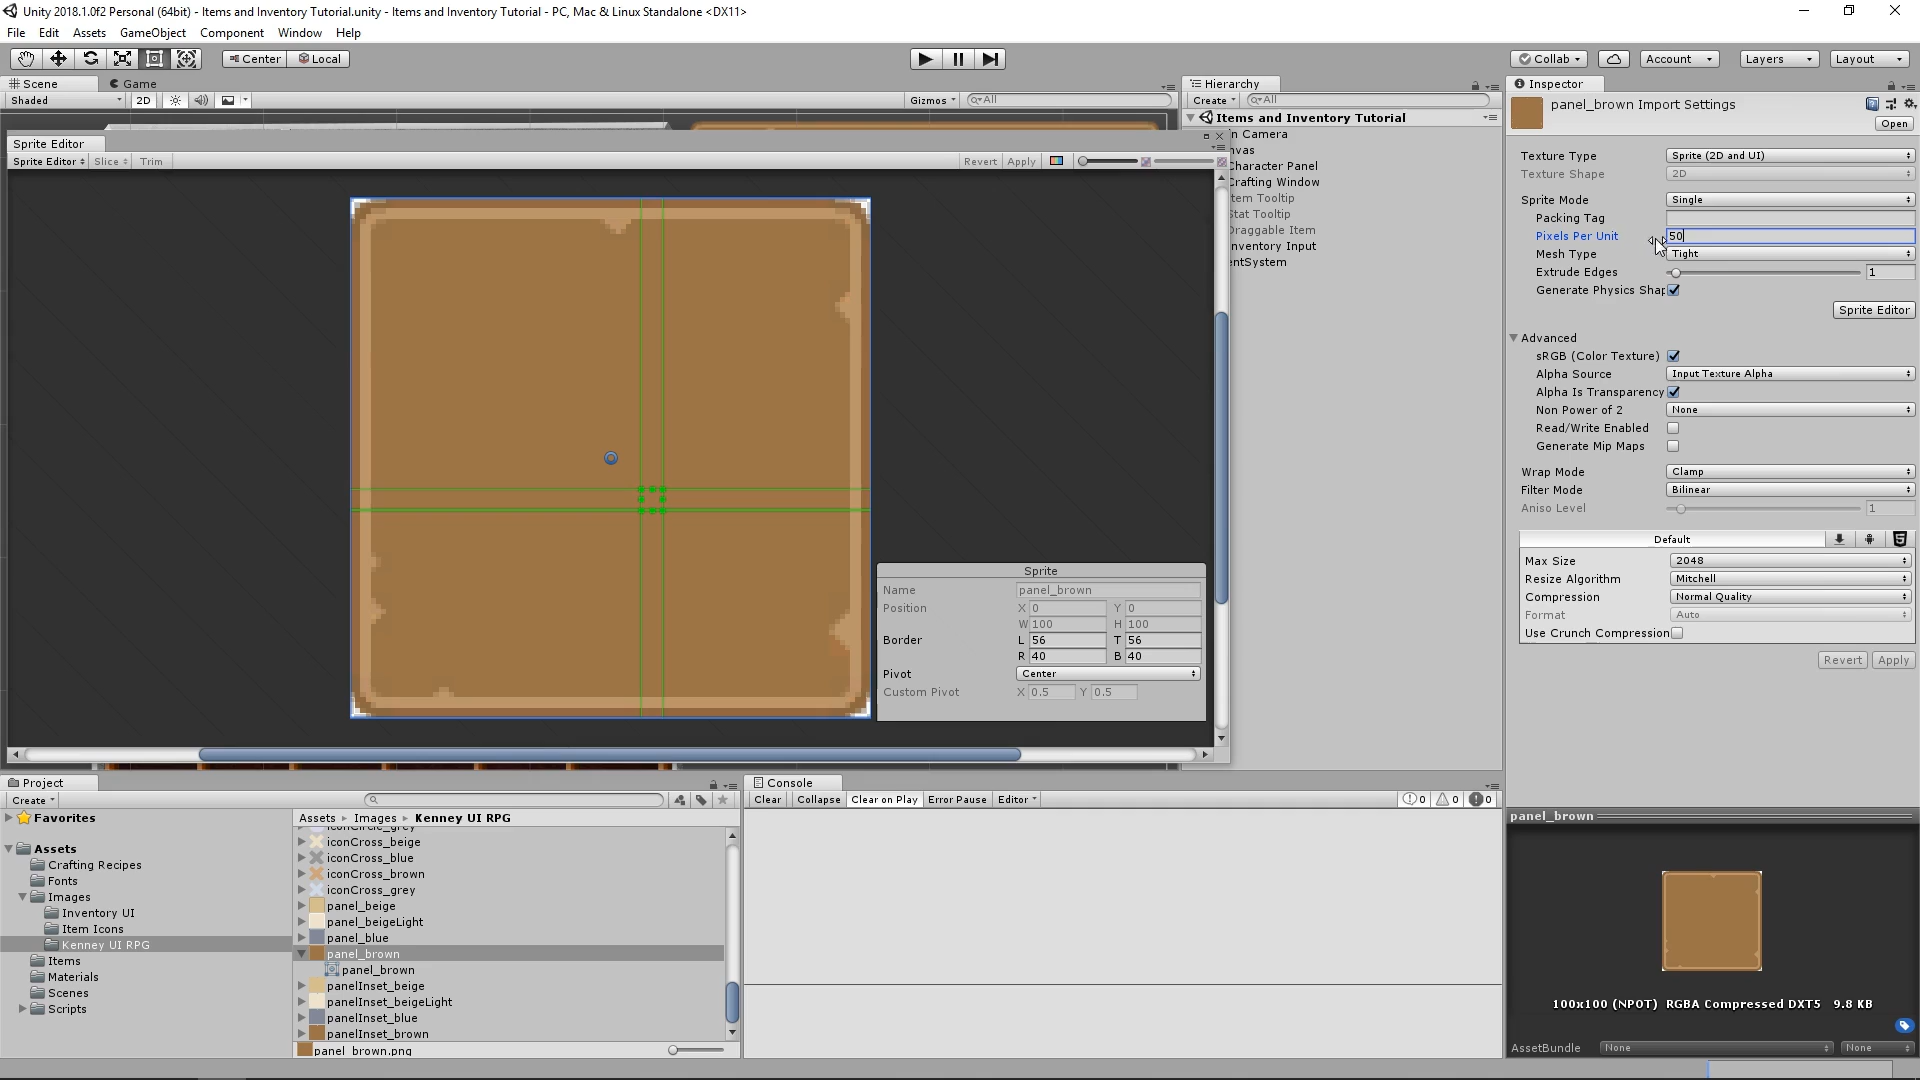 Unity 2018.1.0f2 Personal (64bit) - Items and Inventory Tutorial.unity - Items and Inventory Tutorial - PC, Mac & Linux Standalone <DX11>
File Edit Assets GameObject Component Window Help
Center Local Collab Account Layers Layout
Scene Game
Shaded 2D Gizmos All
Sprite Editor
Sprite Editor Slice Trim Revert Apply
Sprite
Name panel_brown
Position X 0 Y 0
W 100 H 100
Border L 56 T 56
R 40 B 40
Pivot Center
Custom Pivot X 0.5 Y 0.5
Hierarchy
Create All
Items and Inventory Tutorial
n Camera
nvas
Character Panel
Crafting Window
tem Tooltip
tat Tooltip
Draggable Item
nventory Input
entSystem
Inspector
panel_brown Import Settings
Open
Texture Type Sprite (2D and UI)
Texture Shape 2D
Sprite Mode Single
Packing Tag
Pixels Per Unit 50
Mesh Type Tight
Extrude Edges 1
Generate Physics Shap
Sprite Editor
Advanced
sRGB (Color Texture)
Alpha Source Input Texture Alpha
Alpha Is Transparency
Non Power of 2 None
Read/Write Enabled
Generate Mip Maps
Wrap Mode Clamp
Filter Mode Bilinear
Aniso Level 1
Default
Max Size 2048
Resize Algorithm Mitchell
Compression Normal Quality
Format Auto
Use Crunch Compression
Revert Apply
panel_brown
100x100 (NPOT) RGBA Compressed DXT5 9.8 KB
AssetBundle None None
Project
Create
Favorites
Assets
Crafting Recipes
Fonts
Images
Inventory UI
Item Icons
Kenney UI RPG
Items
Materials
Scenes
Scripts
Assets Images Kenney UI RPG
iconCircle_grey
iconCross_beige
iconCross_blue
iconCross_brown
iconCross_grey
panel_beige
panel_beigeLight
panel_blue
panel_brown
panel_brown
panelInset_beige
panelInset_beigeLight
panelInset_blue
panelInset_brown
panel_brown.png
Console
Clear Collapse Clear on Play Error Pause Editor 0 0 0